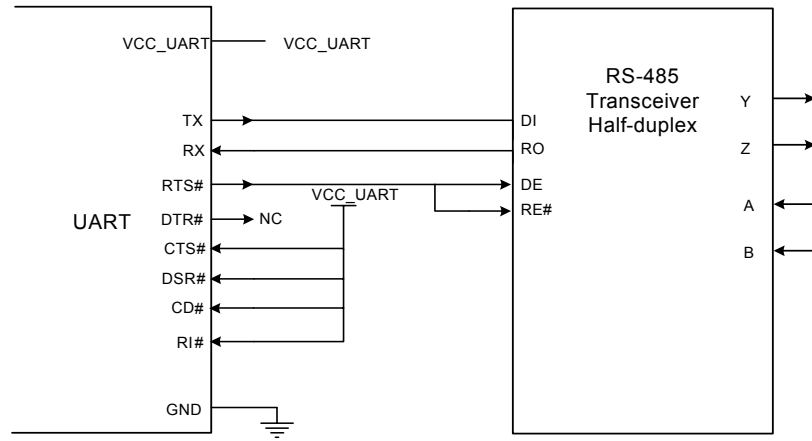 VCC_UART VCC_UART
RS-485
Transceiver
Half-duplex
TX DI Y
RX RO Z
RTS# VCC_UART DE
UART DTR# NC RE# A
CTS#
DSR# B
CD#
RI#
GND